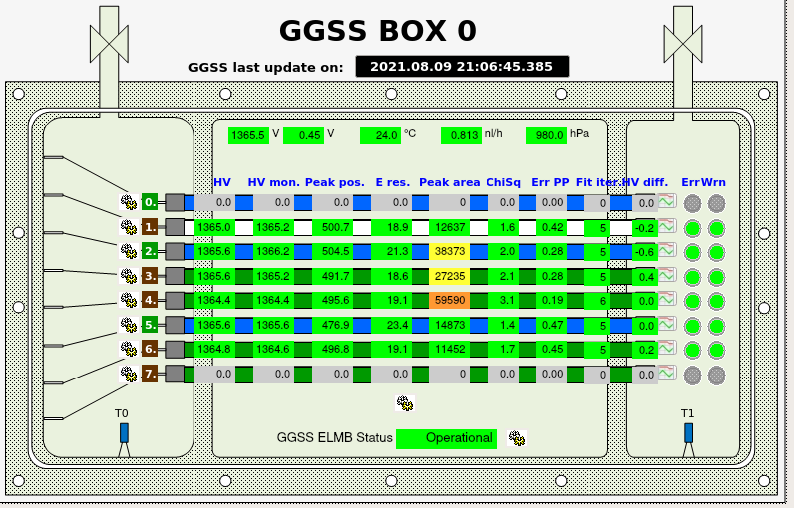 GGSS BOX 0
GGSS last update on: 2021.08.09 21:06:45.385
1365.5 V 0.45 V 24.0 °C 0.813 nl/h 980.0 hPa
HV HV mon. Peak pos. E res. Peak area ChiSq Err PP Fit iter. HV diff. Err Wrn
0. 0.0 0.0 0.0 0.0 0 0.0 0.00 0 0.0
1. 1365.0 1365.2 500.7 18.9 12637 1.6 0.42 5 -0.2
2. 1365.6 1366.2 504.5 21.3 38373 2.0 0.28 5 -0.6
3. 1365.6 1365.2 491.7 18.6 27235 2.1 0.28 5 0.4
4. 1364.4 1364.4 495.6 19.1 59590 3.1 0.19 6 0.0
5. 1365.6 1365.6 476.9 23.4 14873 1.4 0.47 5 0.0
6. 1364.8 1364.6 496.8 19.1 11452 1.7 0.45 5 0.2
7. 0.0 0.0 0.0 0.0 0 0.0 0.00 0 0.0
T0 T1
GGSS ELMB Status Operational